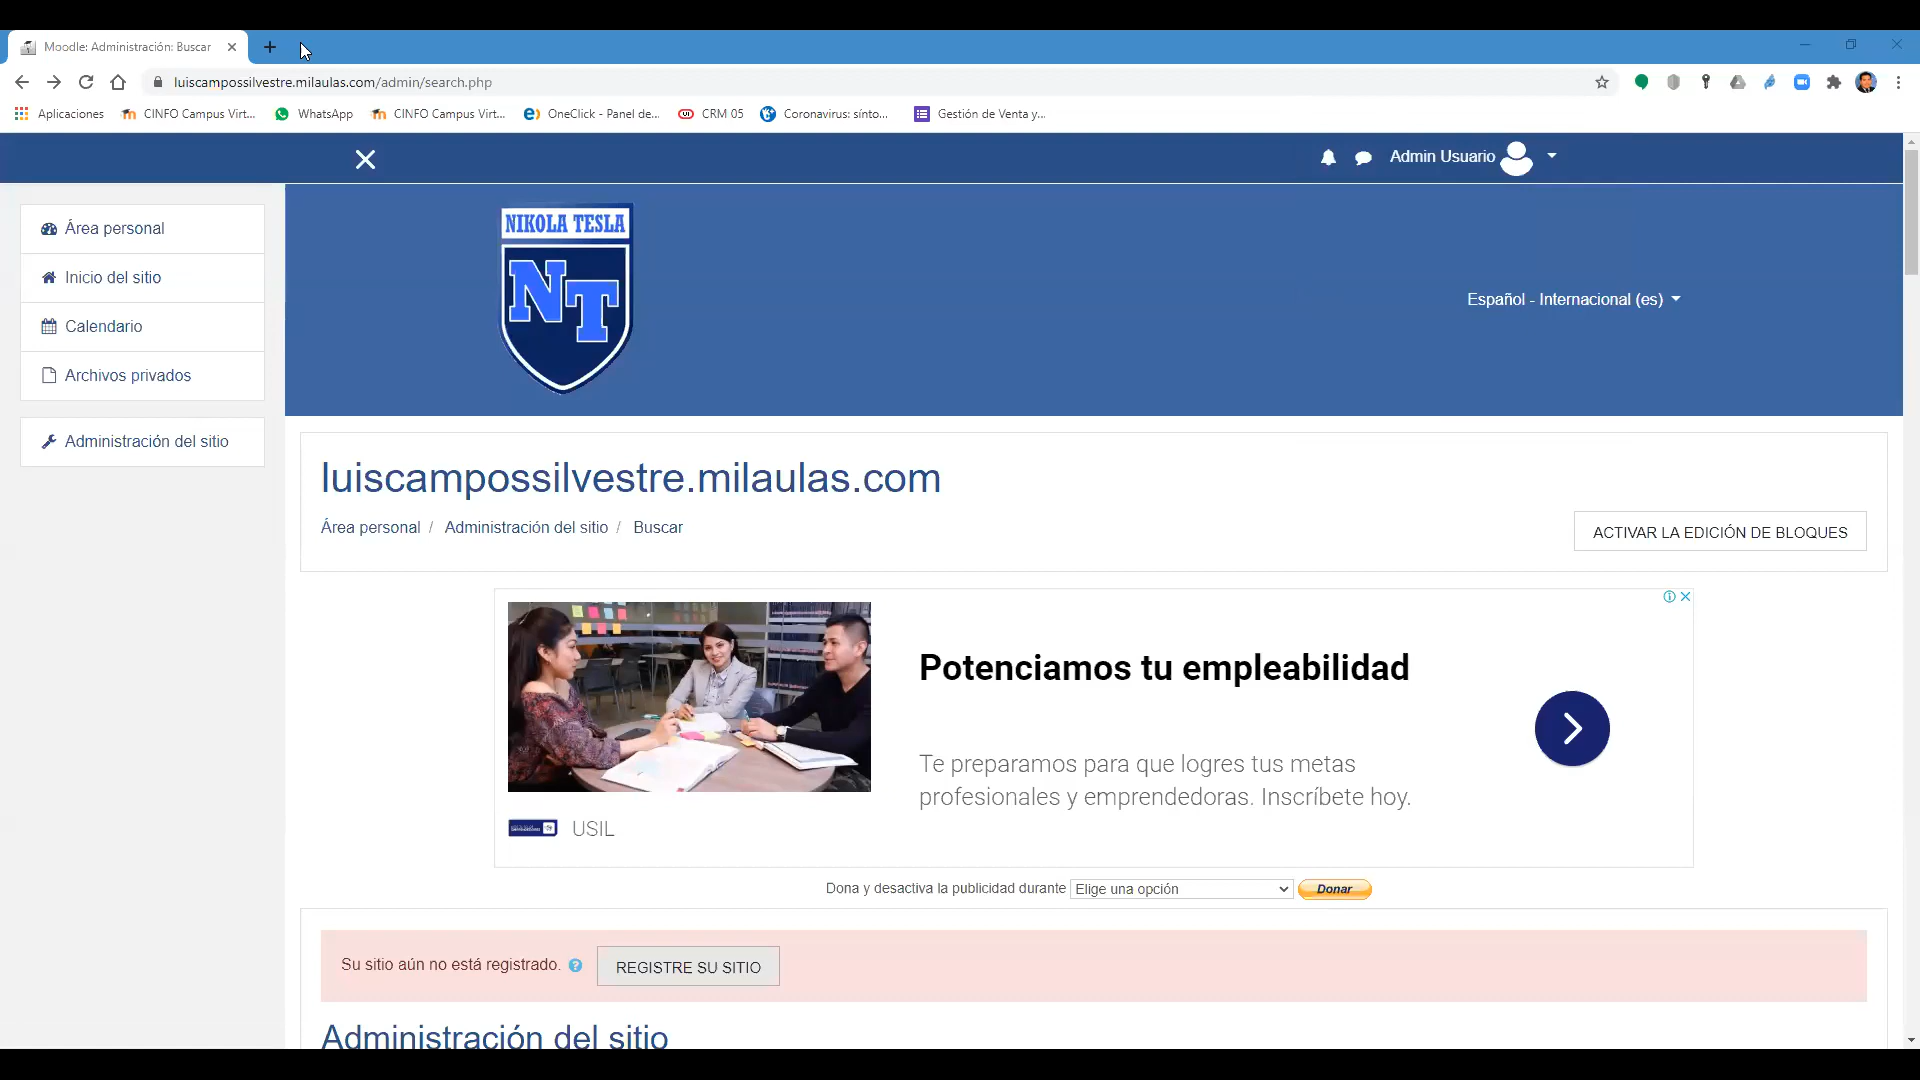 Moodle: Administración: Buscar
luiscampossilvestre.milaulas.com/admin/search.php
Aplicaciones
CINFO Campus Virt...
WhatsApp
CINFO Campus Virt...
OneClick - Panel de...
CRM 05
Coronavirus: sínto...
Gestión de Venta y...
Admin Usuario
Área personal
Inicio del sitio
Calendario
Archivos privados
Administración del sitio
NIKOLA TESLA
NT
Español - Internacional (es)
luiscampossilvestre.milaulas.com
Área personal / Administración del sitio / Buscar
ACTIVAR LA EDICIÓN DE BLOQUES
Potenciamos tu empleabilidad
Te preparamos para que logres tus metas
profesionales y emprendedoras. Inscríbete hoy.
USIL
Dona y desactiva la publicidad durante Elige una opción Donar
Su sitio aún no está registrado. ? REGISTRE SU SITIO
Administración del sitio